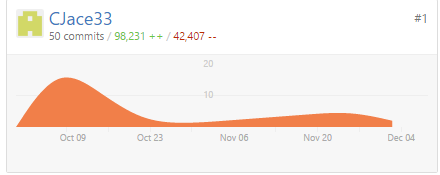 CJace33
#1
50 commits / 98,231 ++ / 42,407 --
20
10
Oct 09 Oct 23 Nov 06 Nov 20 Dec 04